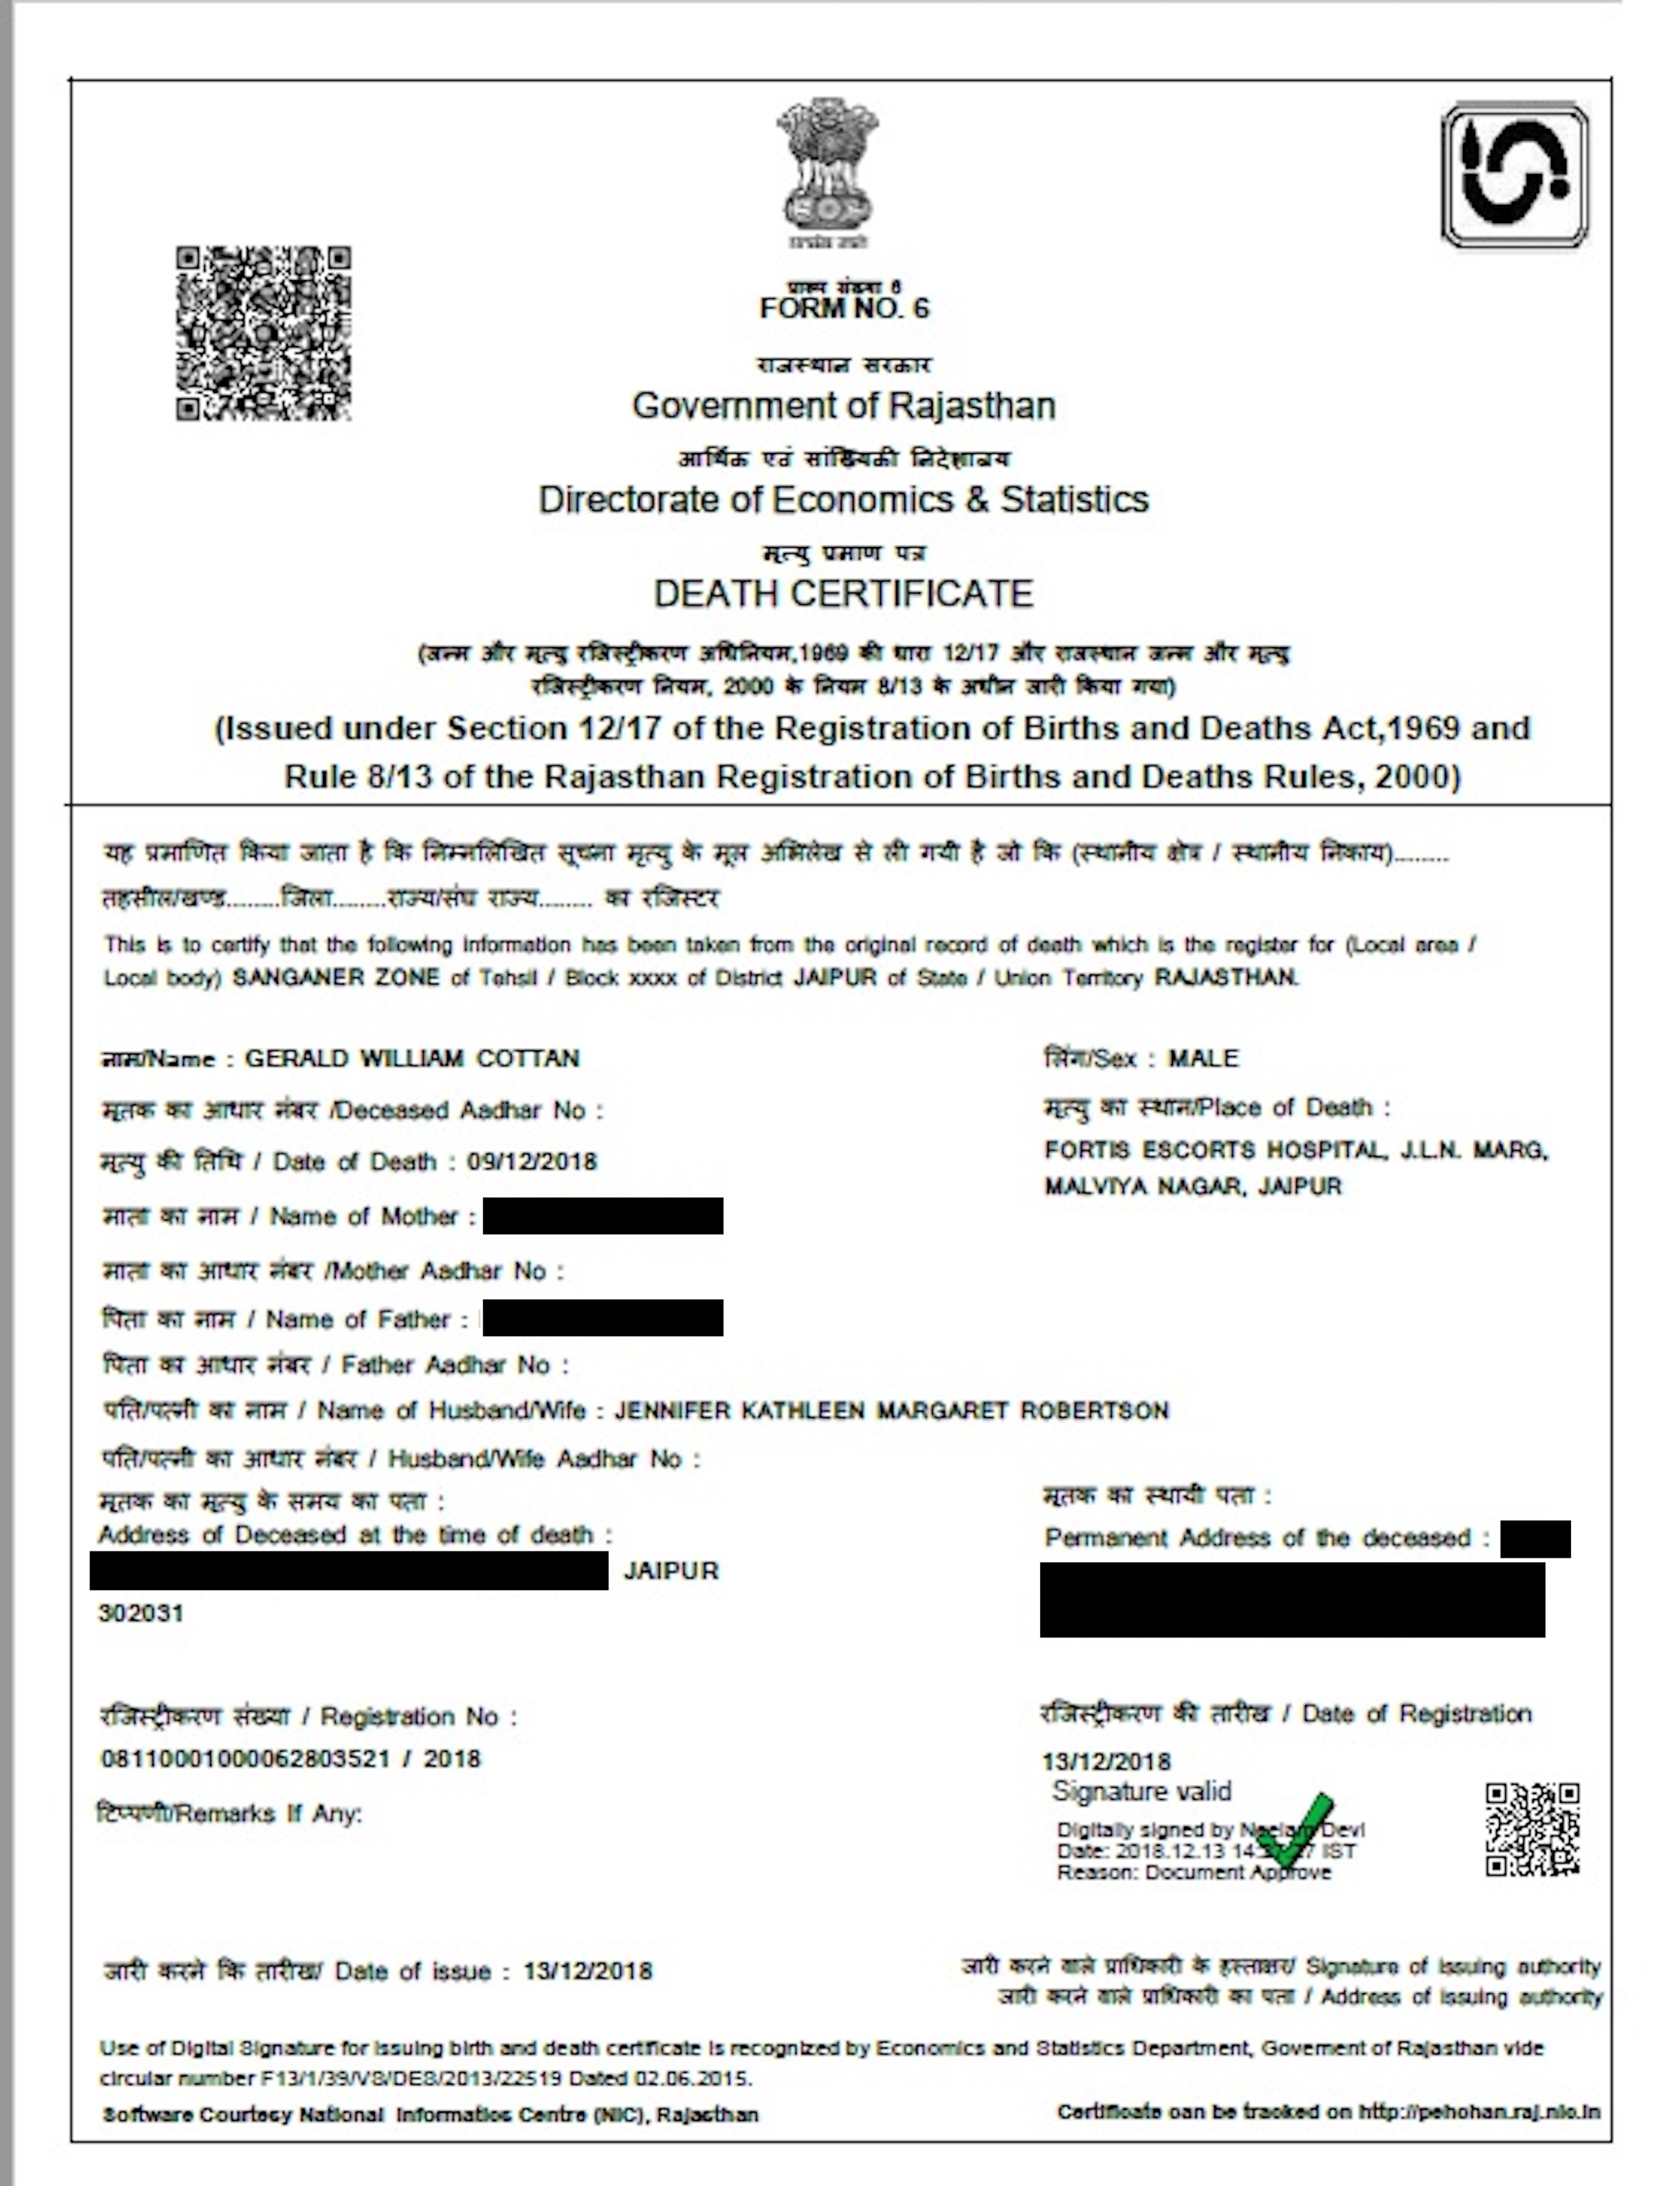 प्रारूप संख्या 6
FORM NO. 6
राजस्थान सरकार
Government of Rajasthan
आर्थिक एवं सांख्यिकी निदेशालय
Directorate of Economics & Statistics
मृत्यु प्रमाण पत्र
DEATH CERTIFICATE
(जन्म और मृत्यु रजिस्ट्रीकरण अधिनियम,1969 की धारा 12/17 और राजस्थान जन्म और मृत्यु
रजिस्ट्रीकरण नियम, 2000 के नियम 8/13 के अधीन जारी किया गया)
(Issued under Section 12/17 of the Registration of Births and Deaths Act,1969 and
Rule 8/13 of the Rajasthan Registration of Births and Deaths Rules, 2000)
यह प्रमाणित किया जाता है कि निम्नलिखित सूचना मृत्यु के मूल अभिलेख से ली गयी है जो कि (स्थानीय क्षेत्र / स्थानीय निकाय)........
तहसील/खण्ड........जिला........राज्य/संघ राज्य........ का रजिस्टर
This is to certify that the following information has been taken from the original record of death which is the register for (Local area /
Local body) SANGANER ZONE of Tehsil / Block xxxx of District JAIPUR of State / Union Territory RAJASTHAN.
नाम/Name : GERALD WILLIAM COTTAN
लिंग/Sex : MALE
मृतक का आधार नंबर /Deceased Aadhar No :
मृत्यु का स्थान/Place of Death :
FORTIS ESCORTS HOSPITAL, J.L.N. MARG,
MALVIYA NAGAR, JAIPUR
मृत्यु की तिथि / Date of Death : 09/12/2018
माता का नाम / Name of Mother :
माता का आधार नंबर /Mother Aadhar No :
पिता का नाम / Name of Father :
पिता का आधार नंबर / Father Aadhar No :
पति/पत्नी का नाम / Name of Husband/Wife : JENNIFER KATHLEEN MARGARET ROBERTSON
पति/पत्नी का आधार नंबर / Husband/Wife Aadhar No :
मृतक का मृत्यु के समय का पता :
Address of Deceased at the time of death :
JAIPUR
302031
मृतक का स्थायी पता :
Permanent Address of the deceased :
रजिस्ट्रीकरण संख्या / Registration No :
08110001000062803521 / 2018
रजिस्ट्रीकरण की तारीख / Date of Registration
13/12/2018
टिप्पणी/Remarks If Any:
Signature valid
Digitally signed by Neelam Devi
Date: 2018.12.13 IST
Reason: Document Approve
जारी करने कि तारीख/ Date of issue : 13/12/2018
जारी करने वाले प्राधिकारी के हस्ताक्षर/ Signature of issuing authority
जारी करने वाले प्राधिकारी का पता / Address of issuing authority
Use of Digital Signature for issuing birth and death certificate is recognized by Economics and Statistics Department, Goverment of Rajasthan vide
circular number F13/1/39/VS/DES/2013/22519 Dated 02.06.2015.
Software Courtesy National Informatics Centre (NIC), Rajasthan
Certificate can be tracked on http://pehchan.raj.nic.in